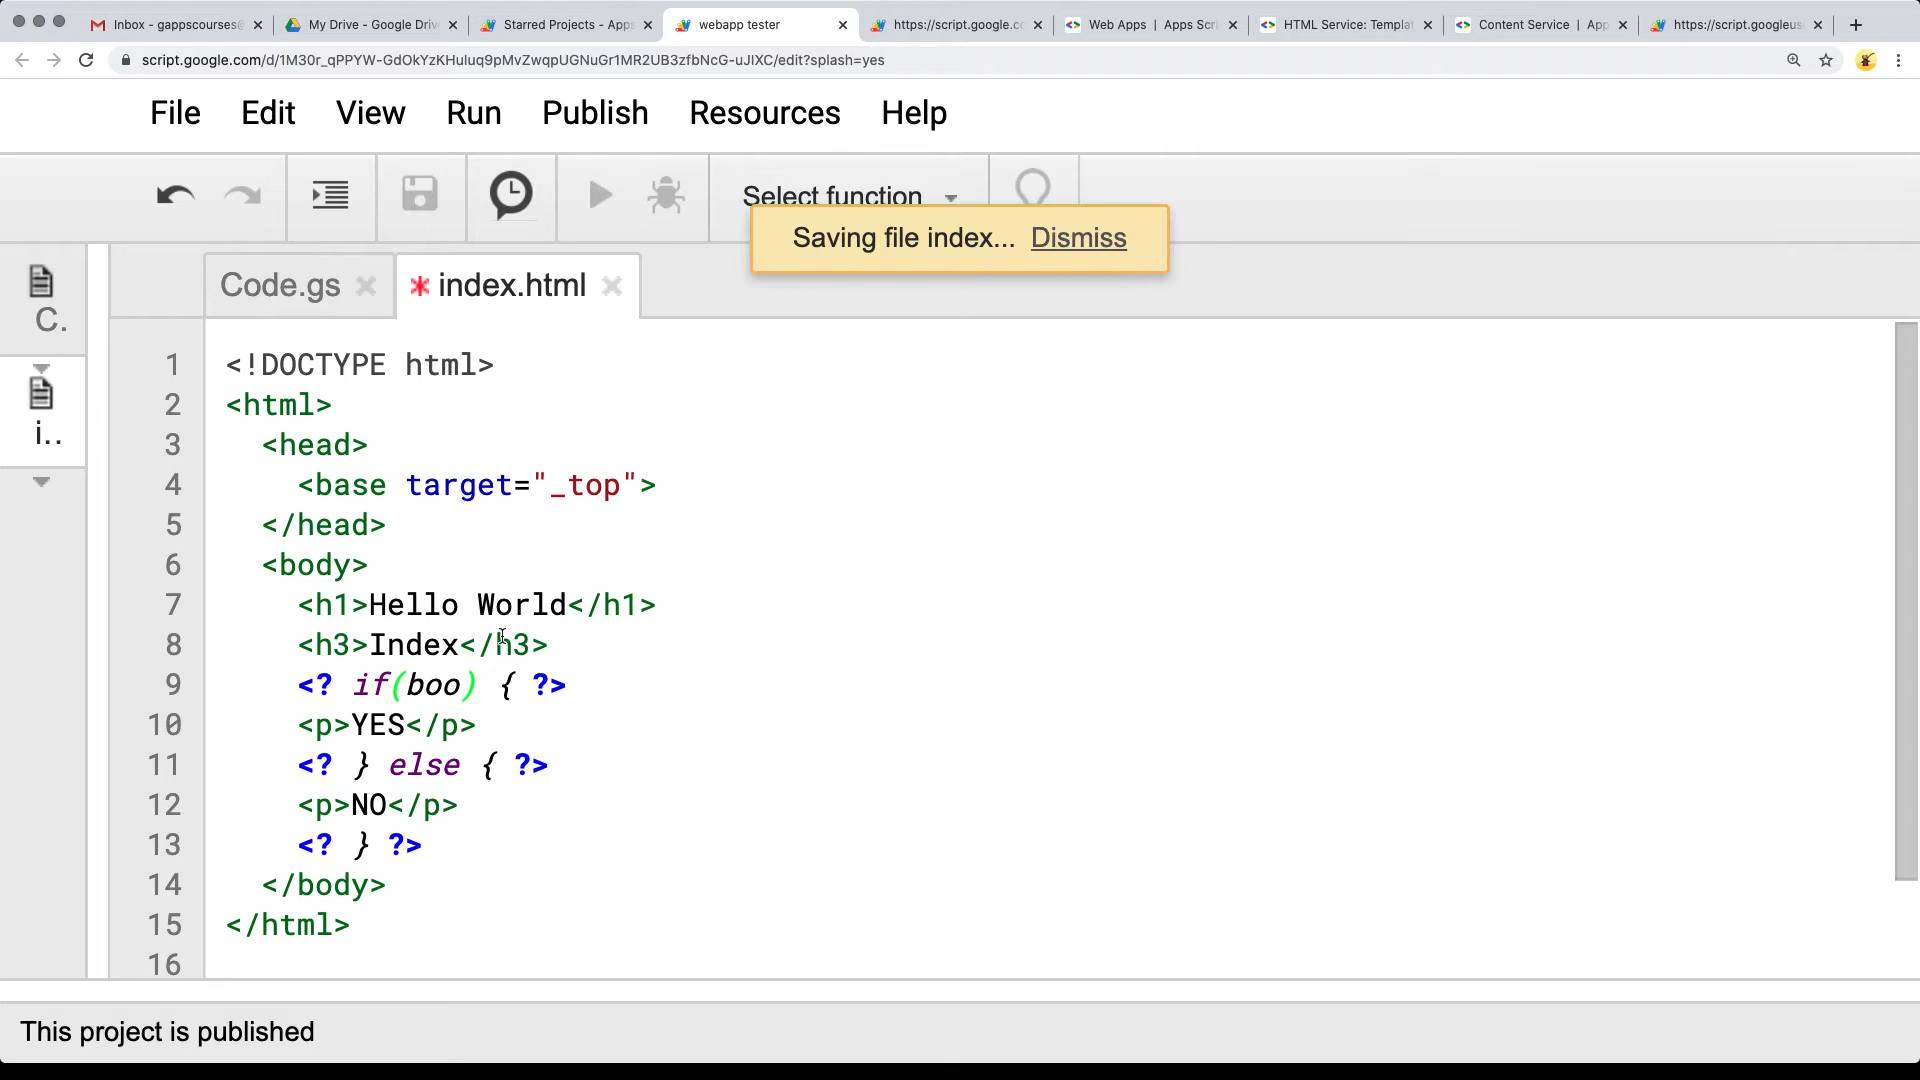 Inbox - gappscourses@
My Drive - Google Driv
Starred Projects - Apps
webapp tester
https://script.google.co
Web Apps | Apps Scri
HTML Service: Templat
Content Service | App
https://script.googleus
script.google.com/d/1M30r_qPPYW-GdOkYzKHuluq9pMvZwqpUGNuGr1MR2UB3zfbNcG-uJIXC/edit?splash=yes
File Edit View Run Publish Resources Help
Select function
Saving file index... Dismiss
Code.gs
* index.html
C.
i..
1 <!DOCTYPE html>
2 <html>
3 <head>
4 <base target="_top">
5 </head>
6 <body>
7 <h1>Hello World</h1>
8 <h3>Index</h3>
9 <? if(boo) { ?>
10 <p>YES</p>
11 <? } else { ?>
12 <p>NO</p>
13 <? } ?>
14 </body>
15 </html>
16
This project is published